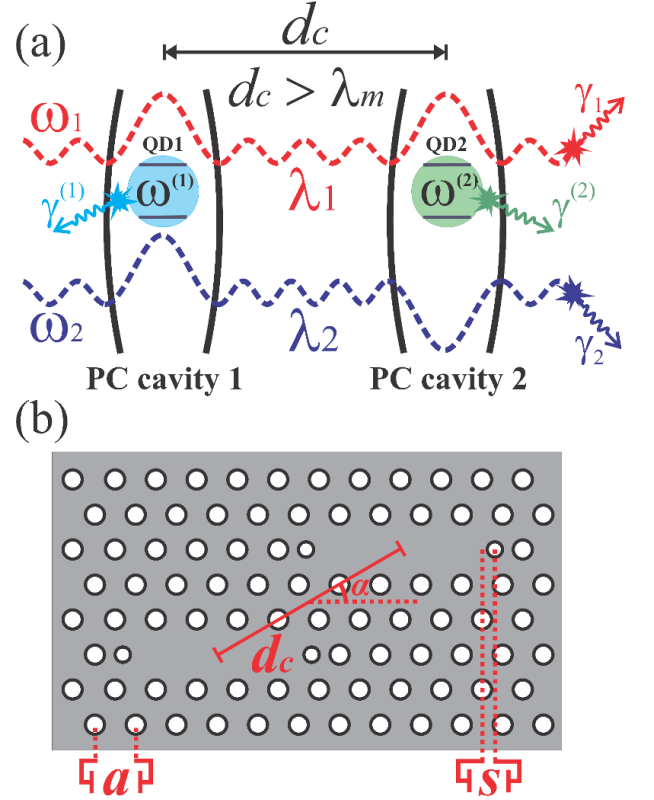 (a)
d_c
d_c > λ_m
ω_1
γ_1
QD1
QD2
ω^(1)
ω^(2)
γ^(1)
γ^(2)
λ_1
ω_2
λ_2
γ_2
PC cavity 1
PC cavity 2
(b)
α
d_c
a
s